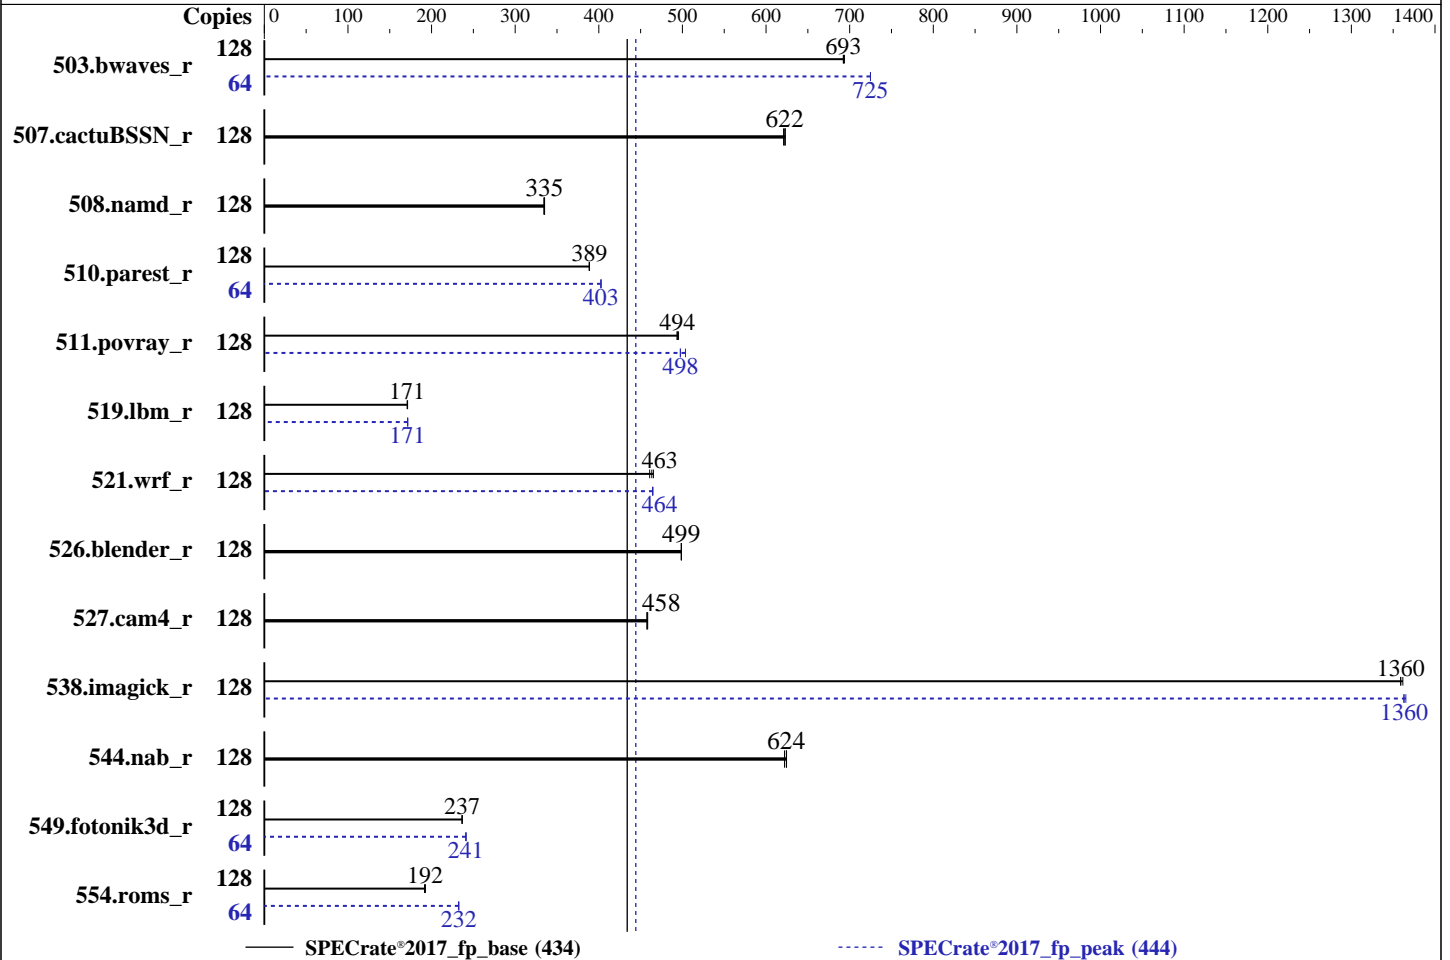 Copies 0 100 200 300 400 500 600 700 800 900 1000 1100 1200 1300 1400
503.bwaves_r 128 693
64 725
507.cactuBSSN_r 128 622
508.namd_r 128 335
510.parest_r 128 389
64 403
511.povray_r 128 494
498
519.lbm_r 128 171
171
521.wrf_r 128 463
464
526.blender_r 128 499
527.cam4_r 128 458
538.imagick_r 128 1360
1360
544.nab_r 128 624
549.fotonik3d_r 128 237
64 241
554.roms_r 128 192
64 232
SPECrate®2017_fp_base (434) SPECrate®2017_fp_peak (444)